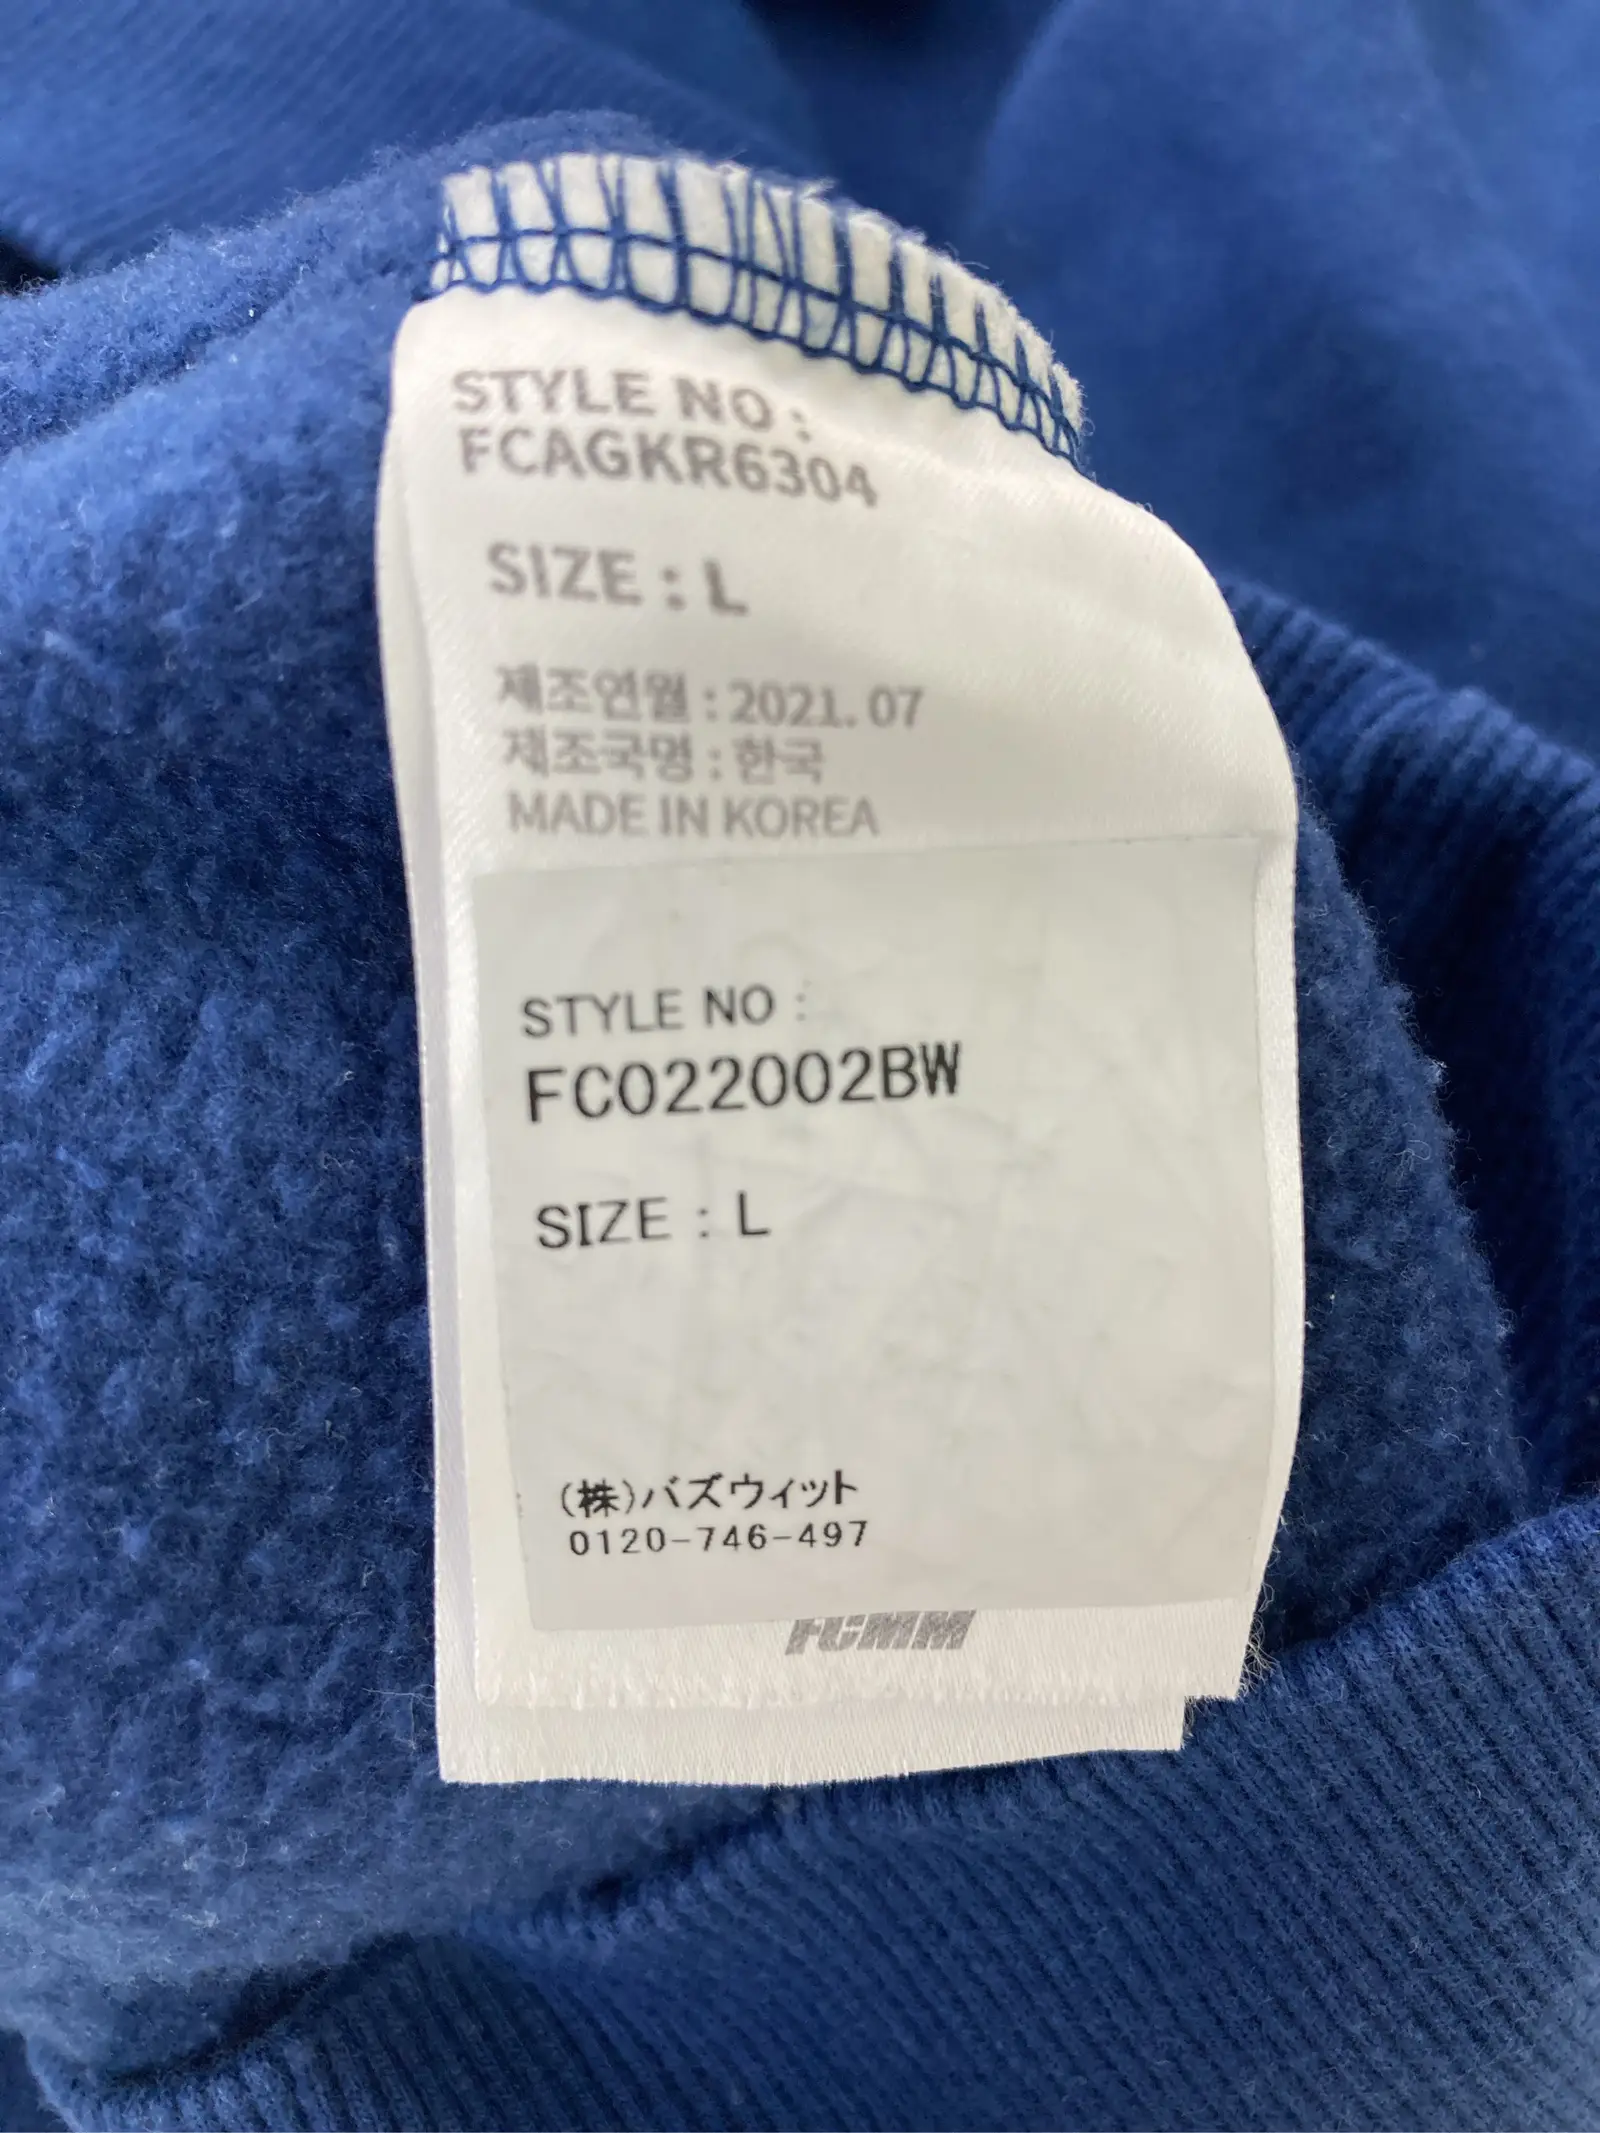 STYLE NO :
FCAGKR6304
SIZE : L
제조연월 : 2021. 07
제조국명 : 한국
MADE IN KOREA
STYLE NO :
FC022002BW
SIZE : L
(株)バズウィット
0120-746-497
FCMM